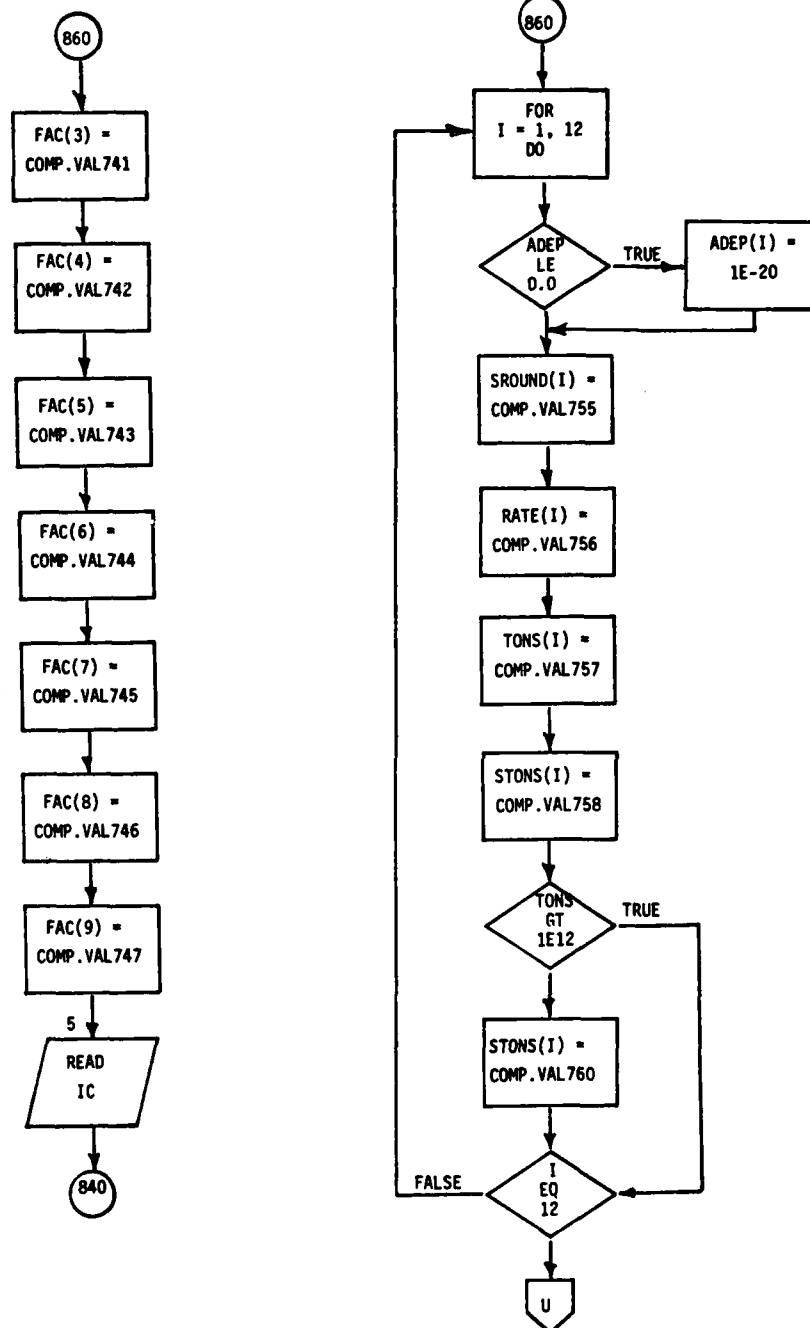 860
FAC(3) =
COMP.VAL741
FAC(4) =
COMP.VAL742
FAC(5) =
COMP.VAL743
FAC(6) =
COMP.VAL744
FAC(7) =
COMP.VAL745
FAC(8) =
COMP.VAL746
FAC(9) =
COMP.VAL747
5
READ
IC
840
860
FOR
I = 1, 12
DO
ADEP
LE
0.0
TRUE
ADEP(I) =
1E-20
SROUND(I) =
COMP.VAL755
RATE(I) =
COMP.VAL756
TONS(I) =
COMP.VAL757
STONS(I) =
COMP.VAL758
TONS
GT
1E12
TRUE
STONS(I) =
COMP.VAL760
I
EQ
12
FALSE
U